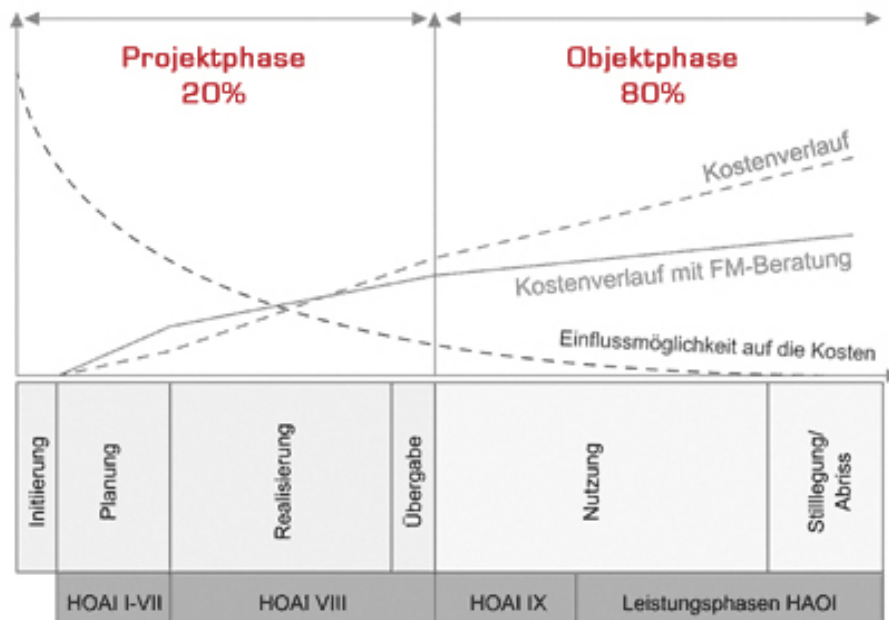 Projektphase
20%
Objektphase
80%
Kostenverlauf
Kostenverlauf mit FM-Beratung
Einflussmöglichkeit auf die Kosten
Initiierung
Planung
Realisierung
Übergabe
Nutzung
Stilllegung/
Abriss
HOAI I-VII
HOAI VIII
HOAI IX
Leistungsphasen HAOI